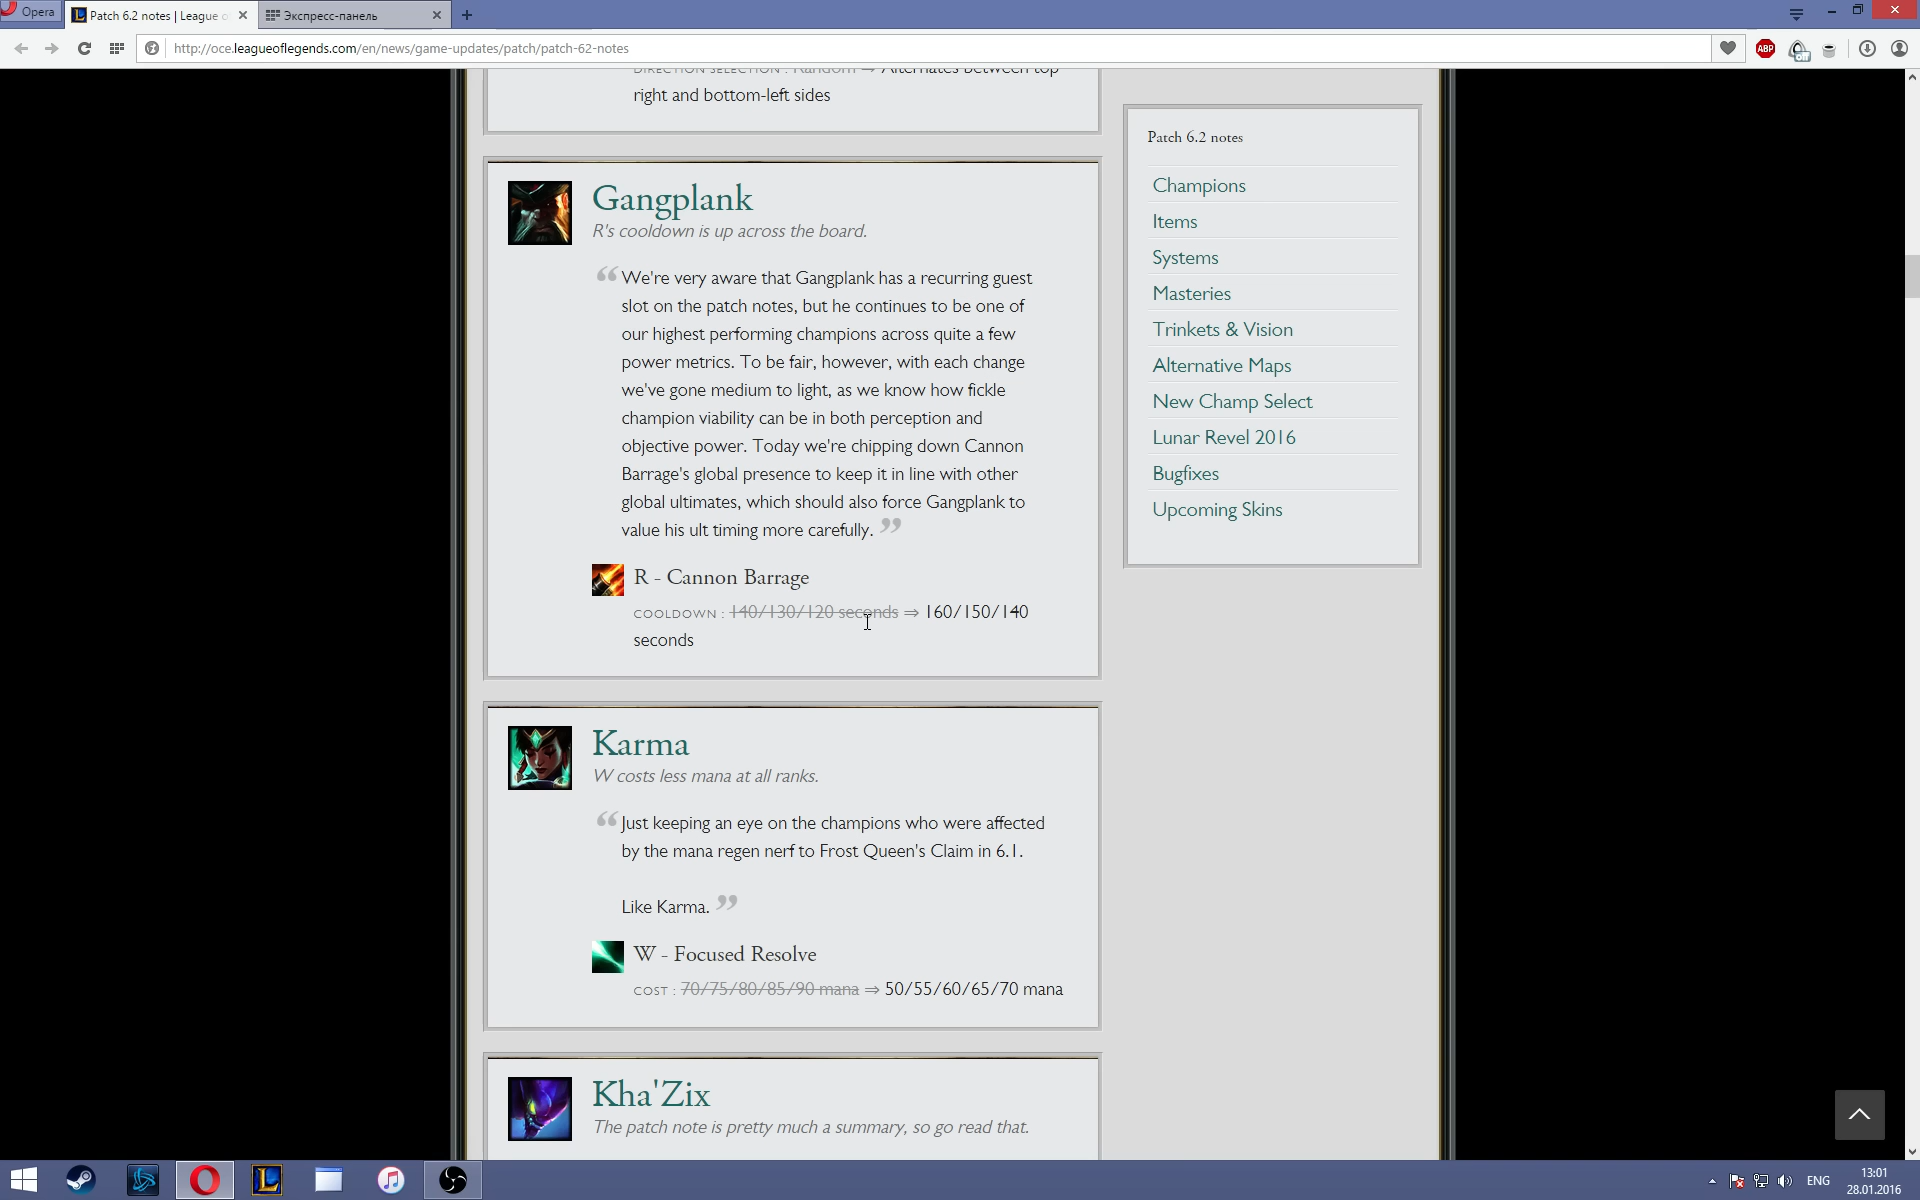 Opera
Patch 6.2 notes | League o
Экспресс-панель
http://oce.leagueoflegends.com/en/news/game-updates/patch/patch-62-notes
ABP
DIRECTION SELECTION : Random ⇒ Alternates between top
right and bottom-left sides
Gangplank
R's cooldown is up across the board.
“ We're very aware that Gangplank has a recurring guest
slot on the patch notes, but he continues to be one of
our highest performing champions across quite a few
power metrics. To be fair, however, with each change
we've gone medium to light, as we know how fickle
champion viability can be in both perception and
objective power. Today we're chipping down Cannon
Barrage's global presence to keep it in line with other
global ultimates, which should also force Gangplank to
value his ult timing more carefully. ”
R - Cannon Barrage
COOLDOWN : 140/130/120 seconds ⇒ 160/150/140
seconds
Karma
W costs less mana at all ranks.
“ Just keeping an eye on the champions who were affected
by the mana regen nerf to Frost Queen's Claim in 6.1.
Like Karma. ”
W - Focused Resolve
COST : 70/75/80/85/90 mana ⇒ 50/55/60/65/70 mana
Kha'Zix
The patch note is pretty much a summary, so go read that.
Patch 6.2 notes
Champions
Items
Systems
Masteries
Trinkets & Vision
Alternative Maps
New Champ Select
Lunar Revel 2016
Bugfixes
Upcoming Skins
ENG
13:01
28.01.2016